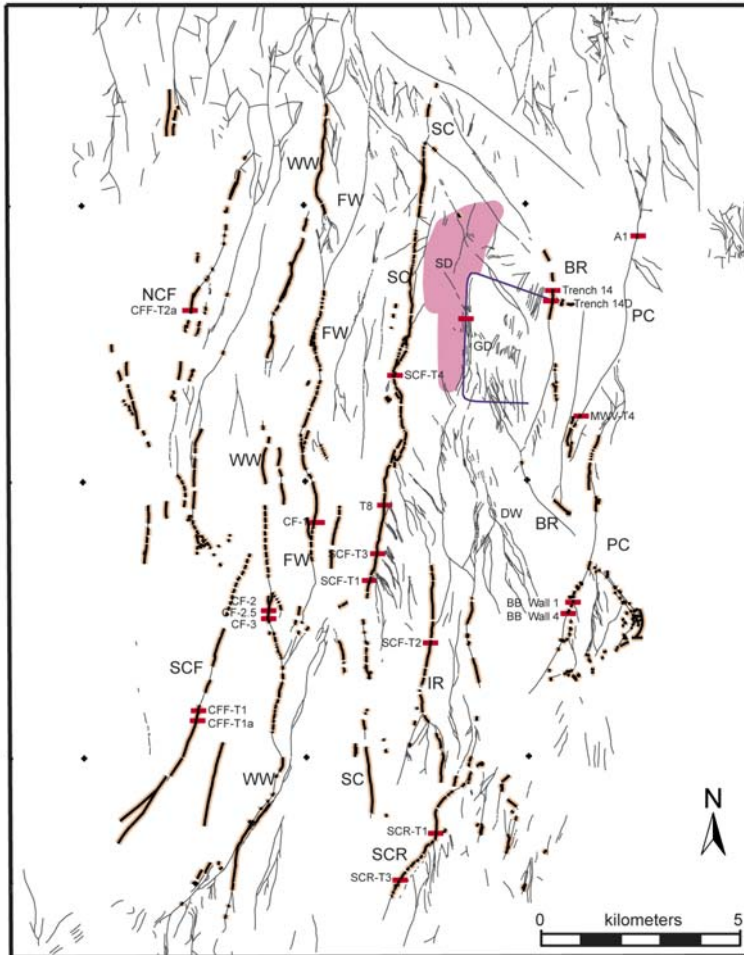 SC
WW
FW
A1
SD
SC
BR
NCF
Trench 14
Trench 14D
CFF-T2a
PC
FW
GD
SCF-T4
MWV-T4
WW
T8
DW
CF-1
BR
PC
SCF-T3
FW
SCF-T1
CF-2
BB Wall 1
CF-2.5
BB Wall 4
CF-3
SCF-T2
SCF
IR
CFF-T1
CFF-T1a
WW
SC
N
SCR-T1
SCR
SCR-T3
0 kilometers 5